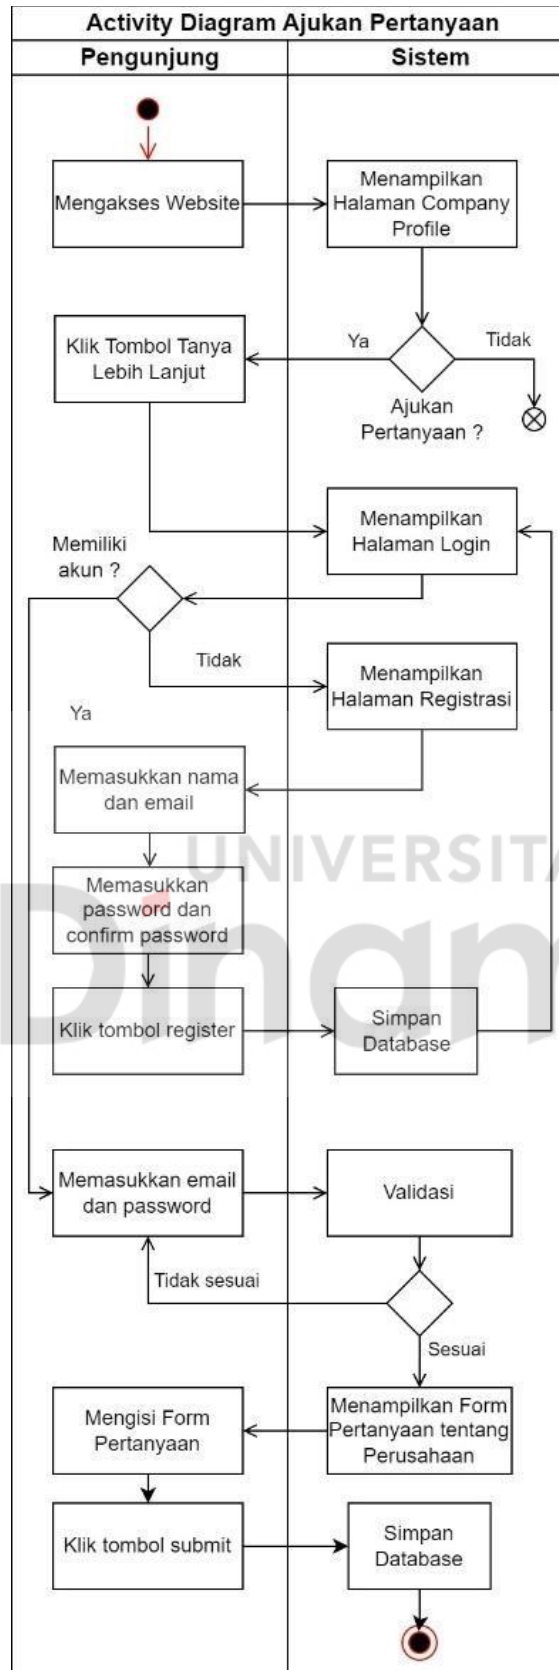 Activity Diagram Ajukan Pertanyaan
Pengunjung
Sistem
Mengakses Website
Menampilkan
Halaman Company
Profile
Klik Tombol Tanya
Lebih Lanjut
Ya
Tidak
Ajukan
Pertanyaan ?
Menampilkan
Halaman Login
Memiliki
akun ?
Tidak
Menampilkan
Halaman Registrasi
Ya
Memasukkan nama
dan email
Memasukkan
password dan
confirm password
Klik tombol register
Simpan
Database
Memasukkan email
dan password
Validasi
Tidak sesuai
Sesuai
Mengisi Form
Pertanyaan
Menampilkan Form
Pertanyaan tentang
Perusahaan
Klik tombol submit
Simpan
Database
UNIVERSITA
Dinam